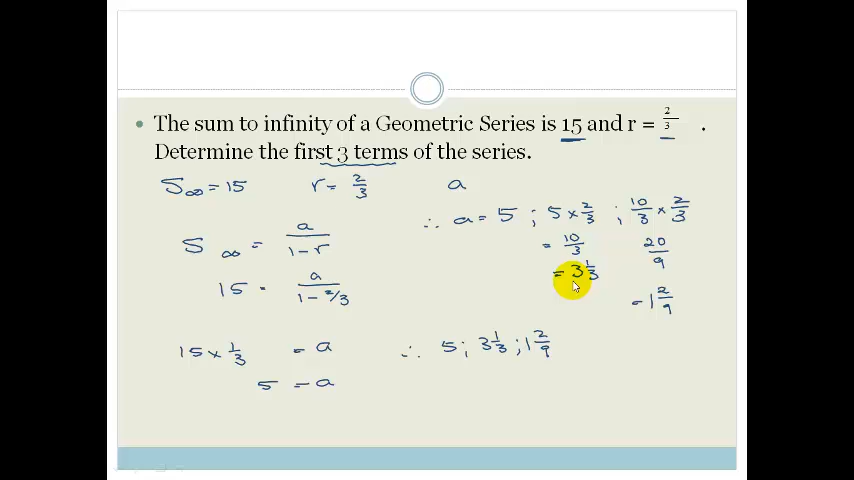 • The sum to infinity of a Geometric Series is 15 and r = 2/3 .
Determine the first 3 terms of the series.
S∞ = 15 r = 2/3 a
S∞ = a/(1-r)
15 = a/(1-2/3)
15 × 1/3 = a
5 = a
∴ a = 5 ; 5 × 2/3 ; 10/3 × 2/3
= 10/3 20/9
= 3 1/3
= 1 2/9
∴ 5 ; 3 1/3 ; 1 2/9